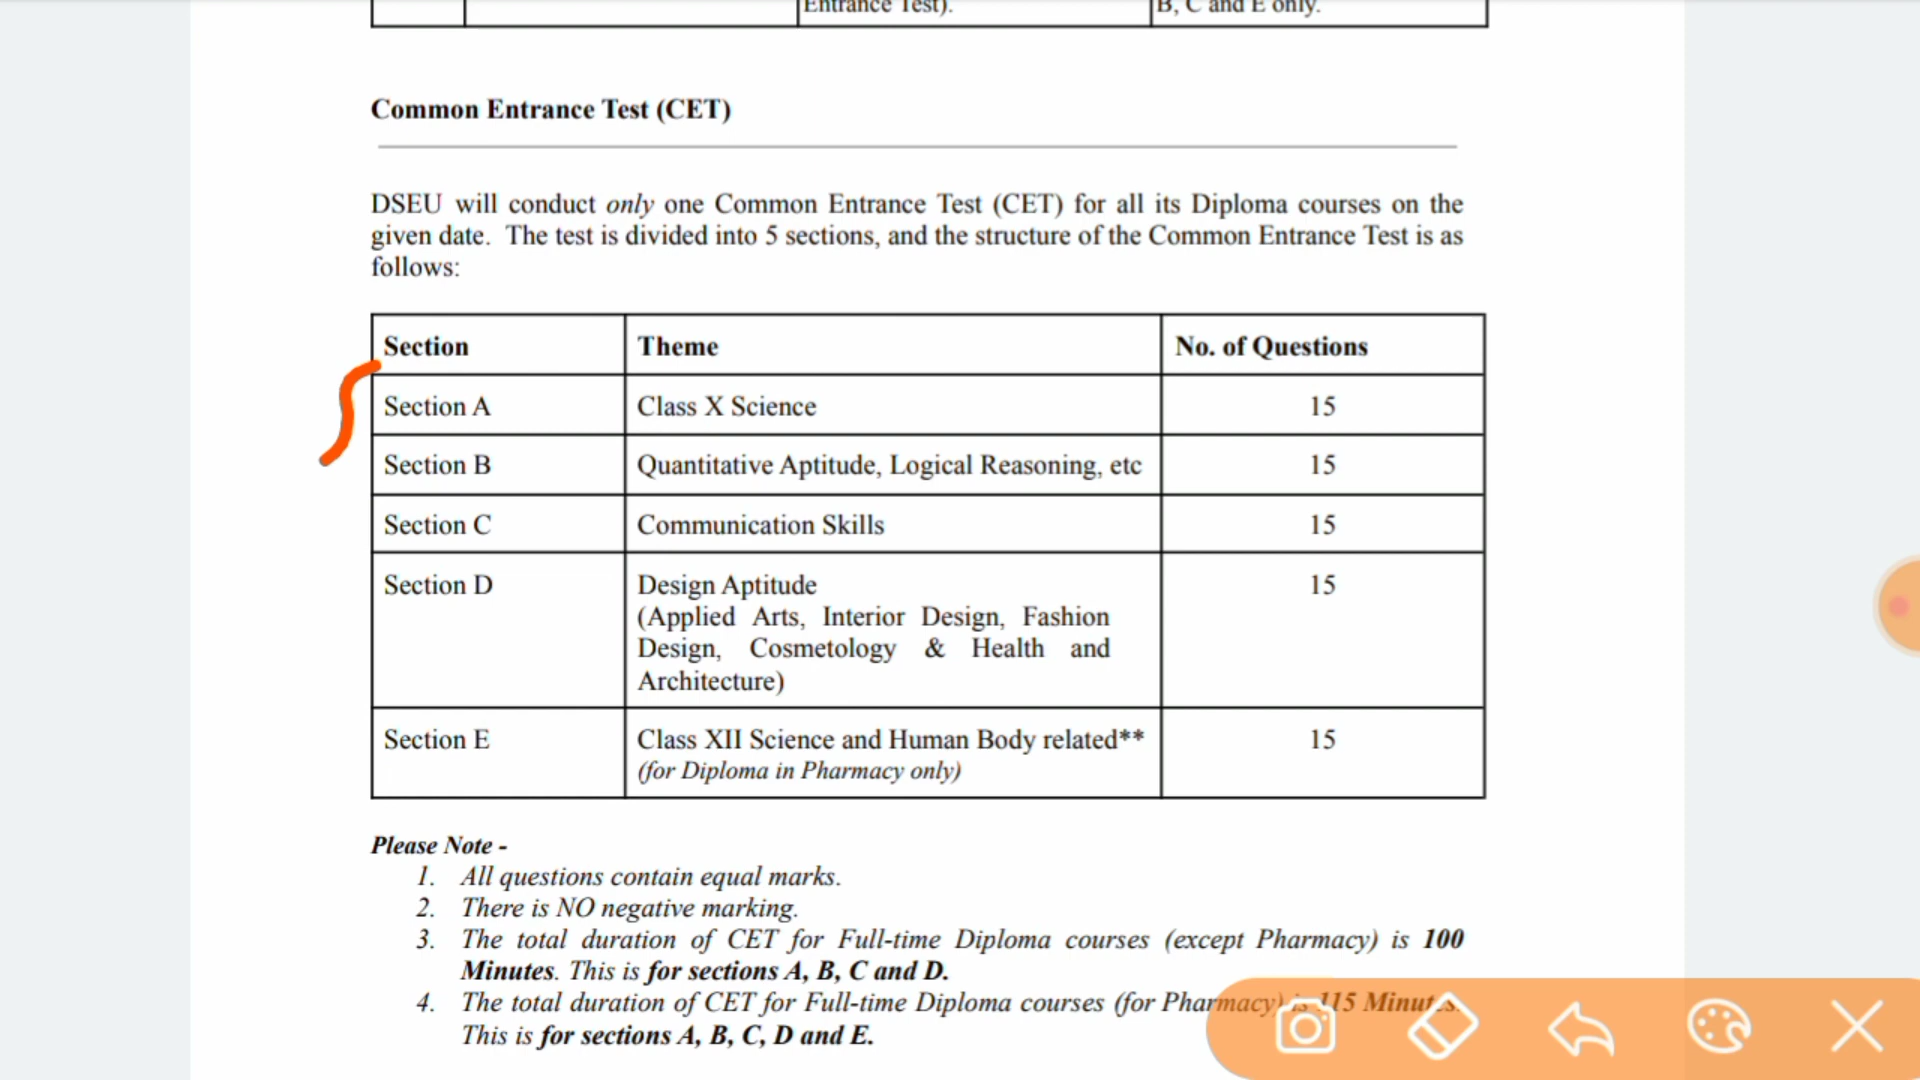 Entrance Test).
B, C and E only.
Common Entrance Test (CET)
DSEU will conduct only one Common Entrance Test (CET) for all its Diploma courses on the
given date. The test is divided into 5 sections, and the structure of the Common Entrance Test is as
follows:
Section Theme No. of Questions
Section A Class X Science 15
Section B Quantitative Aptitude, Logical Reasoning, etc 15
Section C Communication Skills 15
Section D Design Aptitude 15
(Applied Arts, Interior Design, Fashion
Design, Cosmetology & Health and
Architecture)
Section E Class XII Science and Human Body related** 15
(for Diploma in Pharmacy only)
Please Note -
1. All questions contain equal marks.
2. There is NO negative marking.
3. The total duration of CET for Full-time Diploma courses (except Pharmacy) is 100
Minutes. This is for sections A, B, C and D.
4. The total duration of CET for Full-time Diploma courses (for Pharmacy) is 115 Minutes.
This is for sections A, B, C, D and E.